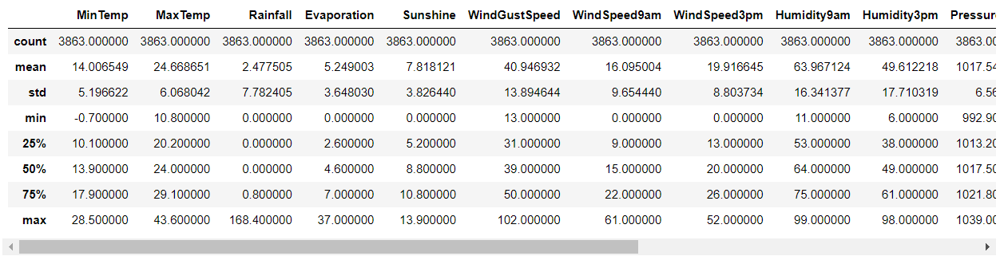 MinTemp MaxTemp Rainfall Evaporation Sunshine WindGustSpeed WindSpeed9am WindSpeed3pm Humidity9am Humidity3pm Pressure
count 3863.000000 3863.000000 3863.000000 3863.000000 3863.000000 3863.000000 3863.000000 3863.000000 3863.000000 3863.000000 3863.00
mean 14.006549 24.668651 2.477505 5.249003 7.818121 40.946932 16.095004 19.916645 63.967124 49.612218 1017.54
std 5.196622 6.068042 7.782405 3.648030 3.826440 13.894644 9.654440 8.803734 16.341377 17.710319 6.56
min -0.700000 10.800000 0.000000 0.000000 0.000000 13.000000 0.000000 0.000000 11.000000 6.000000 992.90
25% 10.100000 20.200000 0.000000 2.600000 5.200000 31.000000 9.000000 13.000000 53.000000 38.000000 1013.20
50% 13.900000 24.000000 0.000000 4.600000 8.800000 39.000000 15.000000 20.000000 64.000000 49.000000 1017.50
75% 17.900000 29.100000 0.800000 7.000000 10.800000 50.000000 22.000000 26.000000 75.000000 61.000000 1021.80
max 28.500000 43.600000 168.400000 37.000000 13.900000 102.000000 61.000000 52.000000 99.000000 98.000000 1039.00